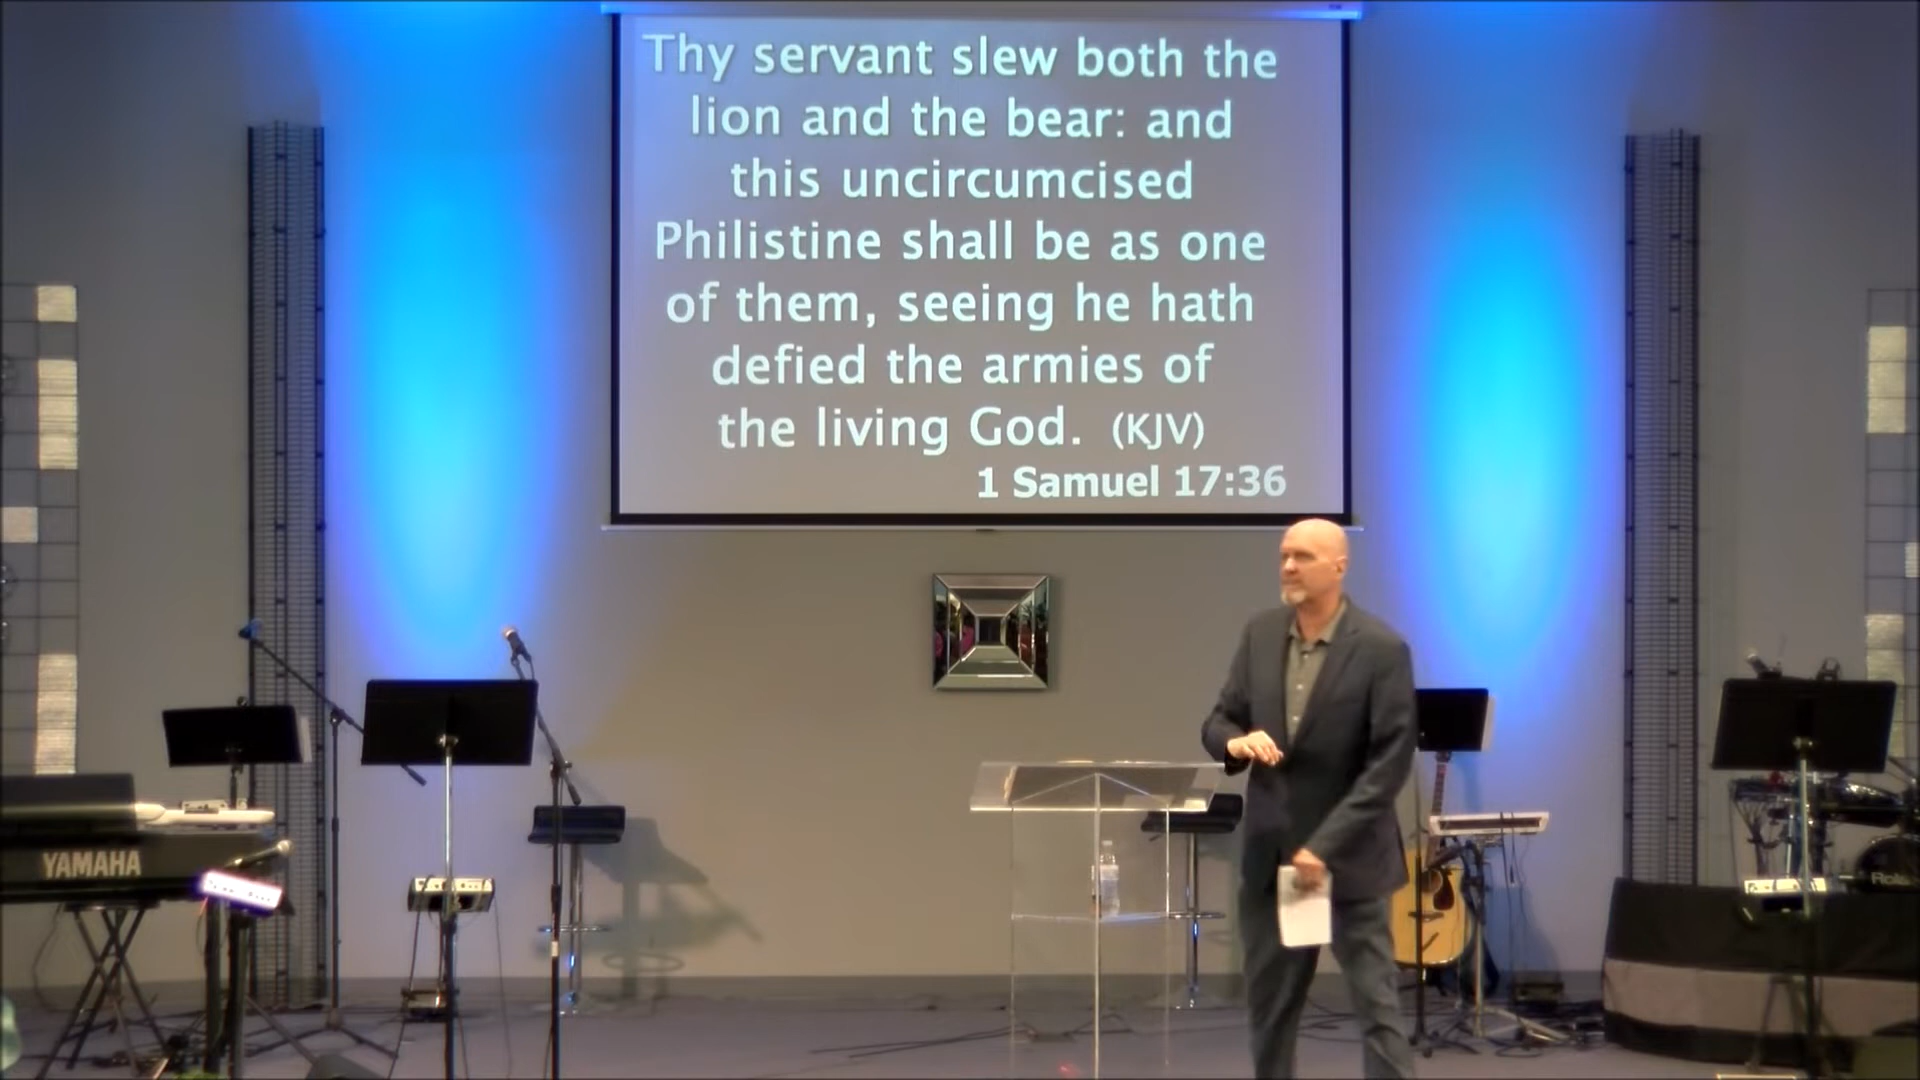 Thy servant slew both the
lion and the bear: and
this uncircumcised
Philistine shall be as one
of them, seeing he hath
defied the armies of
the living God. (KJV)
1 Samuel 17:36
YAMAHA